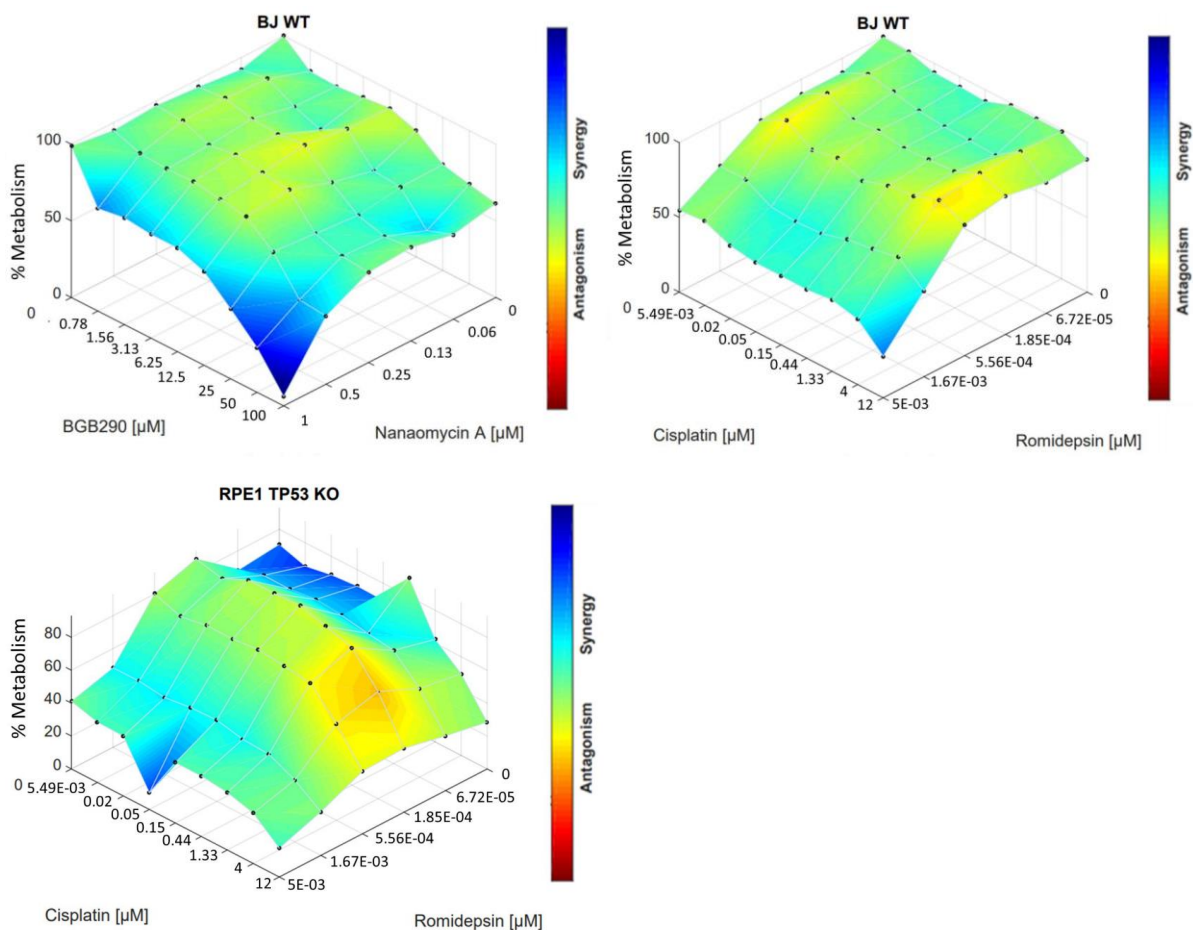 BJ WT
% Metabolism
100
50
0
0
0.78
1.56
3.13
6.25
12.5
25
50
100
BGB290 [µM]
1
0.5
0.25
0.13
0.06
0
Nanaomycin A [µM]
Synergy
Antagonism
BJ WT
% Metabolism
100
50
0
0
5.49E-03
0.02
0.05
0.15
0.44
1.33
4
12
Cisplatin [µM]
5E-03
1.67E-03
5.56E-04
1.85E-04
6.72E-05
0
Romidepsin [µM]
Synergy
Antagonism
RPE1 TP53 KO
% Metabolism
80
60
40
20
0
0
5.49E-03
0.02
0.05
0.15
0.44
1.33
4
12
Cisplatin [µM]
5E-03
1.67E-03
5.56E-04
1.85E-04
6.72E-05
0
Romidepsin [µM]
Synergy
Antagonism